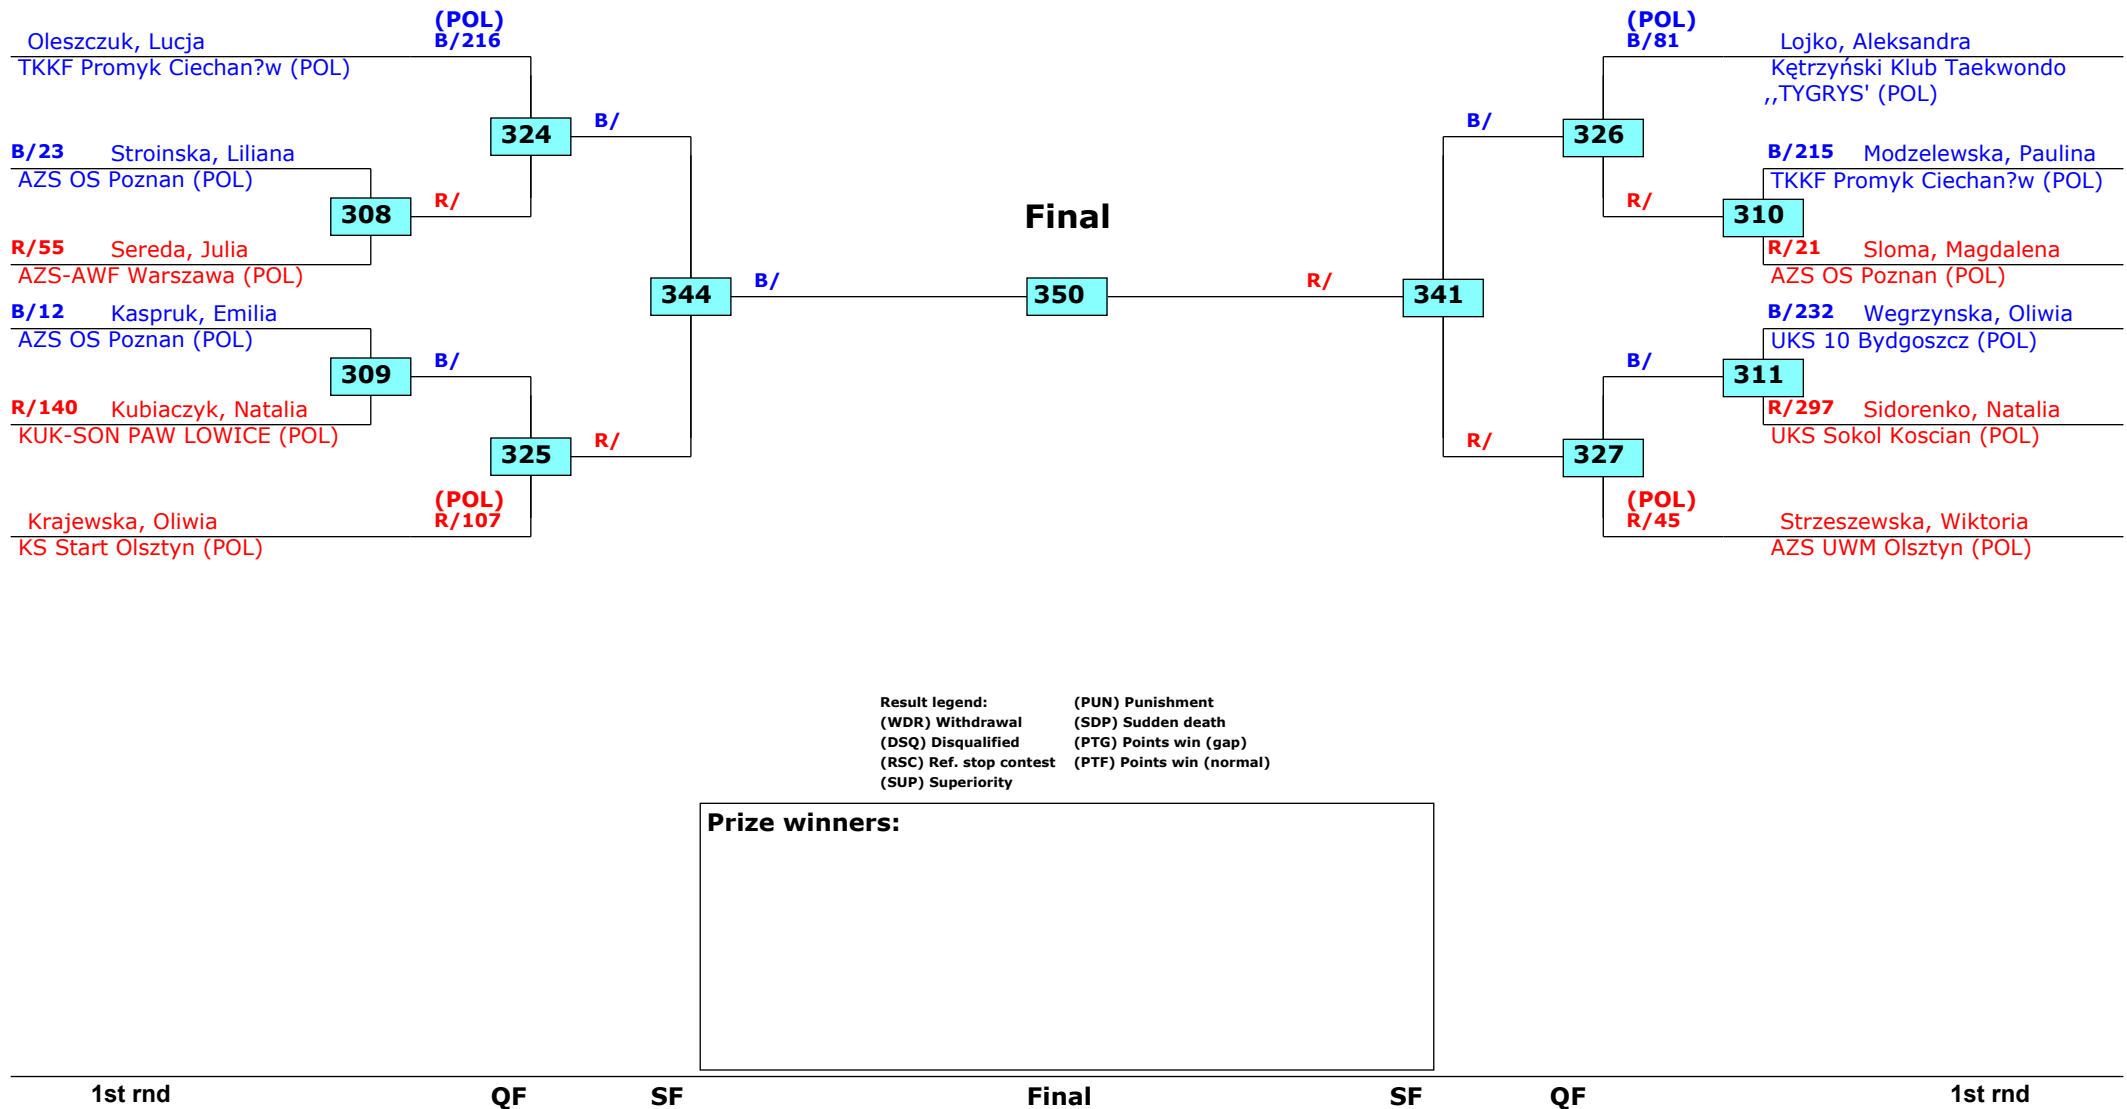 (POL)
B/216
Oleszczuk, Lucja
TKKF Promyk Ciechan?w (POL)
324
B/
B/23 Stroinska, Liliana
AZS OS Poznan (POL)
308
R/
R/55 Sereda, Julia
AZS-AWF Warszawa (POL)
344
B/
B/12 Kaspruk, Emilia
AZS OS Poznan (POL)
309
B/
R/140 Kubiaczyk, Natalia
KUK-SON PAW LOWICE (POL)
325
R/
(POL)
R/107
Krajewska, Oliwia
KS Start Olsztyn (POL)
Final
350
(POL)
B/81
Lojko, Aleksandra
Kętrzyński Klub Taekwondo
,,TYGRYS' (POL)
B/
326
B/215 Modzelewska, Paulina
TKKF Promyk Ciechan?w (POL)
R/
310
R/21 Sloma, Magdalena
AZS OS Poznan (POL)
R/
341
B/232 Wegrzynska, Oliwia
UKS 10 Bydgoszcz (POL)
B/
311
R/297 Sidorenko, Natalia
UKS Sokol Koscian (POL)
R/
327
(POL)
R/45
Strzeszewska, Wiktoria
AZS UWM Olsztyn (POL)
Result legend: (PUN) Punishment
(WDR) Withdrawal (SDP) Sudden death
(DSQ) Disqualified (PTG) Points win (gap)
(RSC) Ref. stop contest (PTF) Points win (normal)
(SUP) Superiority
Prize winners:
1st rnd QF SF Final SF QF 1st rnd